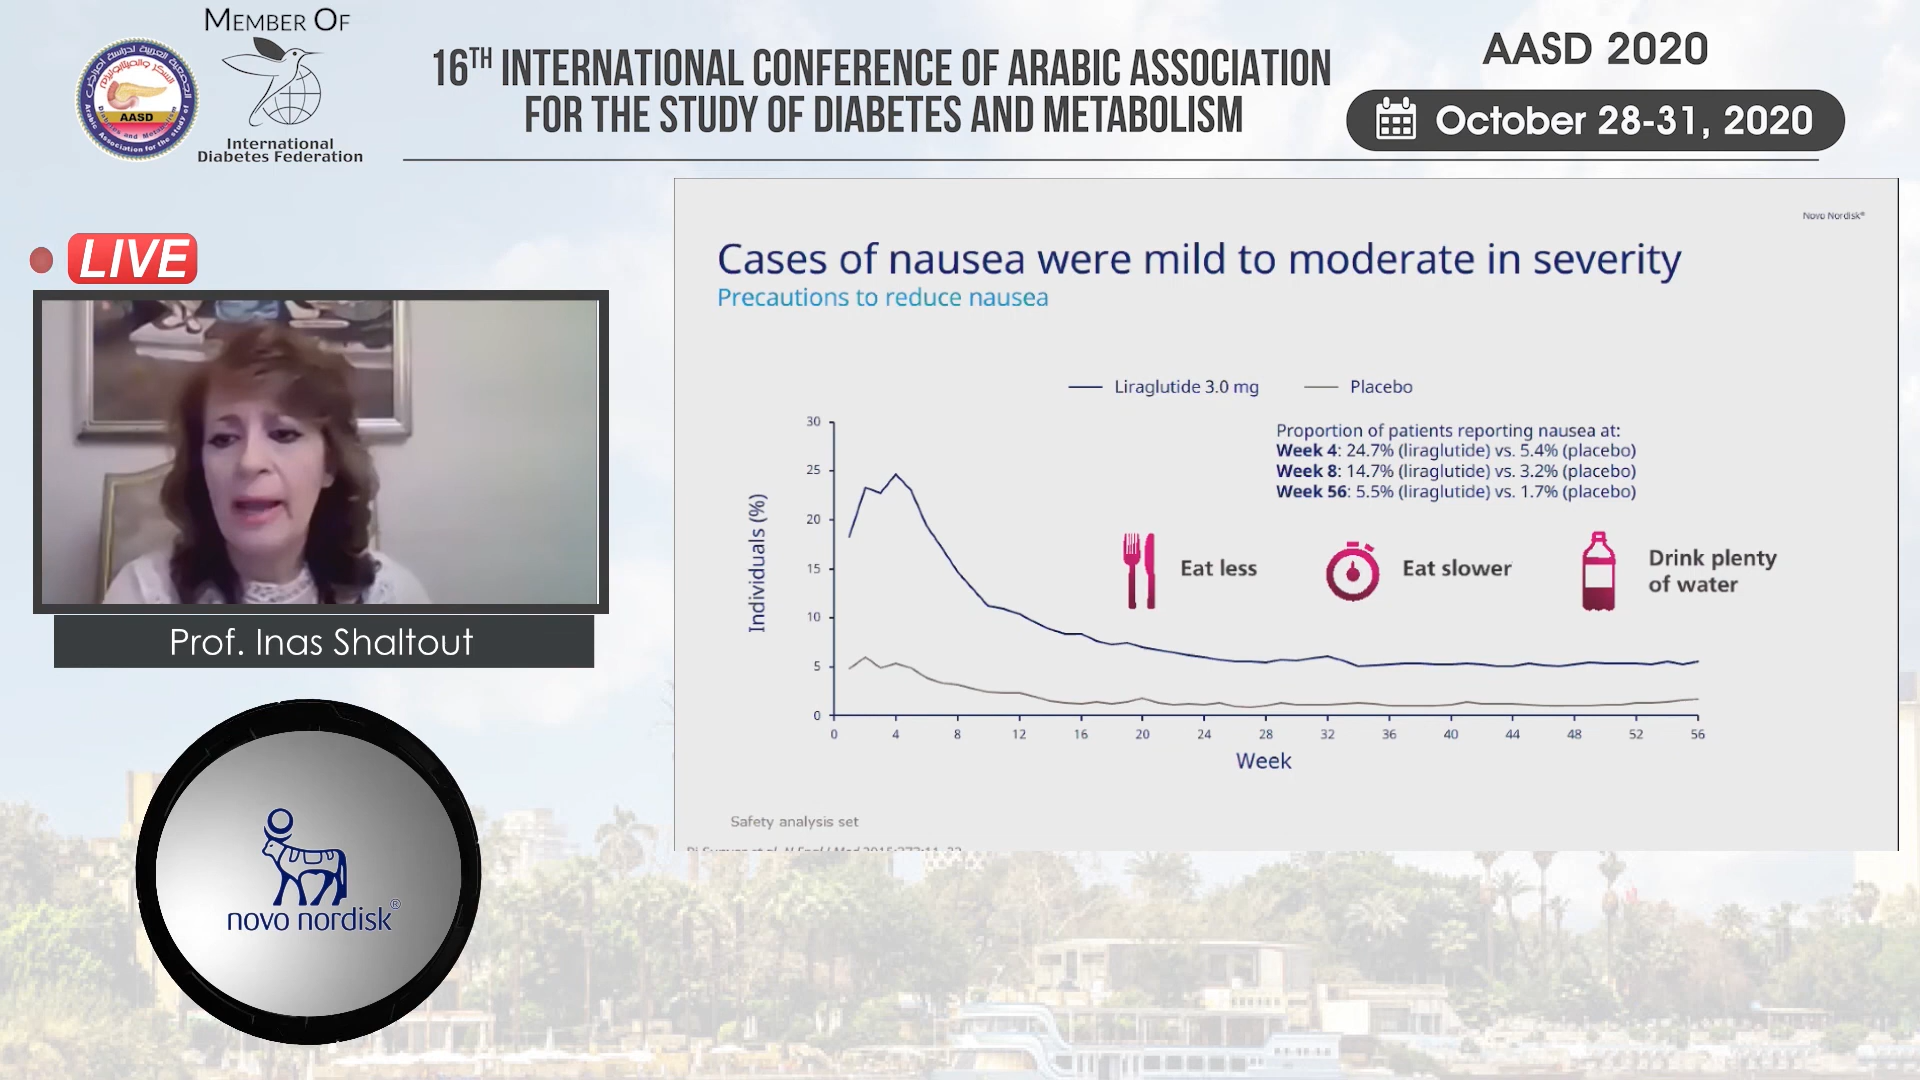 MEMBER OF
International
Diabetes Federation
AASD
16TH INTERNATIONAL CONFERENCE OF ARABIC ASSOCIATION
FOR THE STUDY OF DIABETES AND METABOLISM
AASD 2020
October 28-31, 2020
LIVE
Prof. Inas Shaltout
novo nordisk®
Novo Nordisk®
Cases of nausea were mild to moderate in severity
Precautions to reduce nausea
Liraglutide 3.0 mg
Placebo
Proportion of patients reporting nausea at:
Week 4: 24.7% (liraglutide) vs. 5.4% (placebo)
Week 8: 14.7% (liraglutide) vs. 3.2% (placebo)
Week 56: 5.5% (liraglutide) vs. 1.7% (placebo)
Eat less
Eat slower
Drink plenty
of water
Individuals (%)
30
25
20
15
10
5
0
0 4 8 12 16 20 24 28 32 36 40 44 48 52 56
Week
Safety analysis set